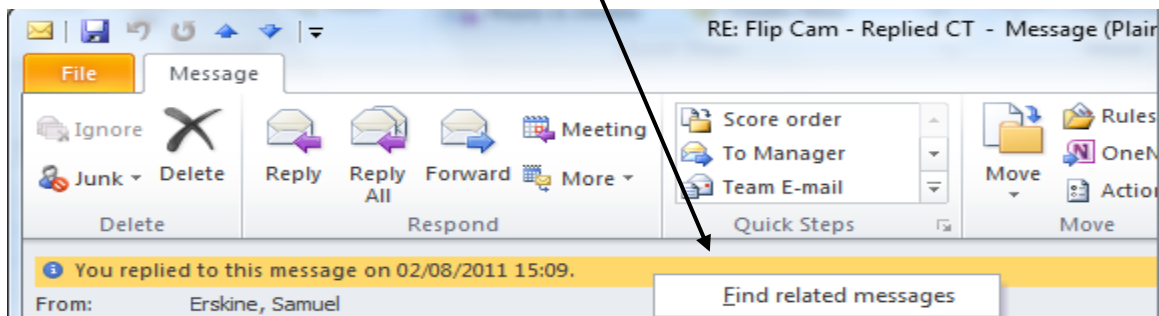 RE: Flip Cam - Replied CT - Message (Plain
File Message
Ignore
Junk
Delete
Reply
Reply All
Forward
Meeting
More
Score order
To Manager
Team E-mail
Move
Rules
OneN
Action
Delete Respond Quick Steps Move
You replied to this message on 02/08/2011 15:09.
From: Erskine, Samuel
Find related messages